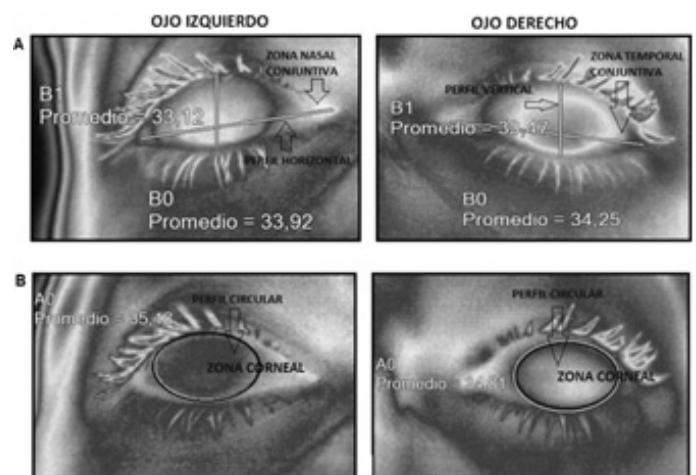 OJO IZQUIERDO
OJO DERECHO
A
ZONA NASAL
CONJUNTIVA
B1
Promedio = 33,12
PERFIL HORIZONTAL
B0
Promedio = 33,92
ZONA TEMPORAL
CONJUNTIVA
PERFIL VERTICAL
B1
Promedio = 33,47
B0
Promedio = 34,25
B
A0
Promedio =
PERFIL CIRCULAR
ZONA CORNEAL
PERFIL CIRCULAR
A0
Promedio =
ZONA CORNEAL